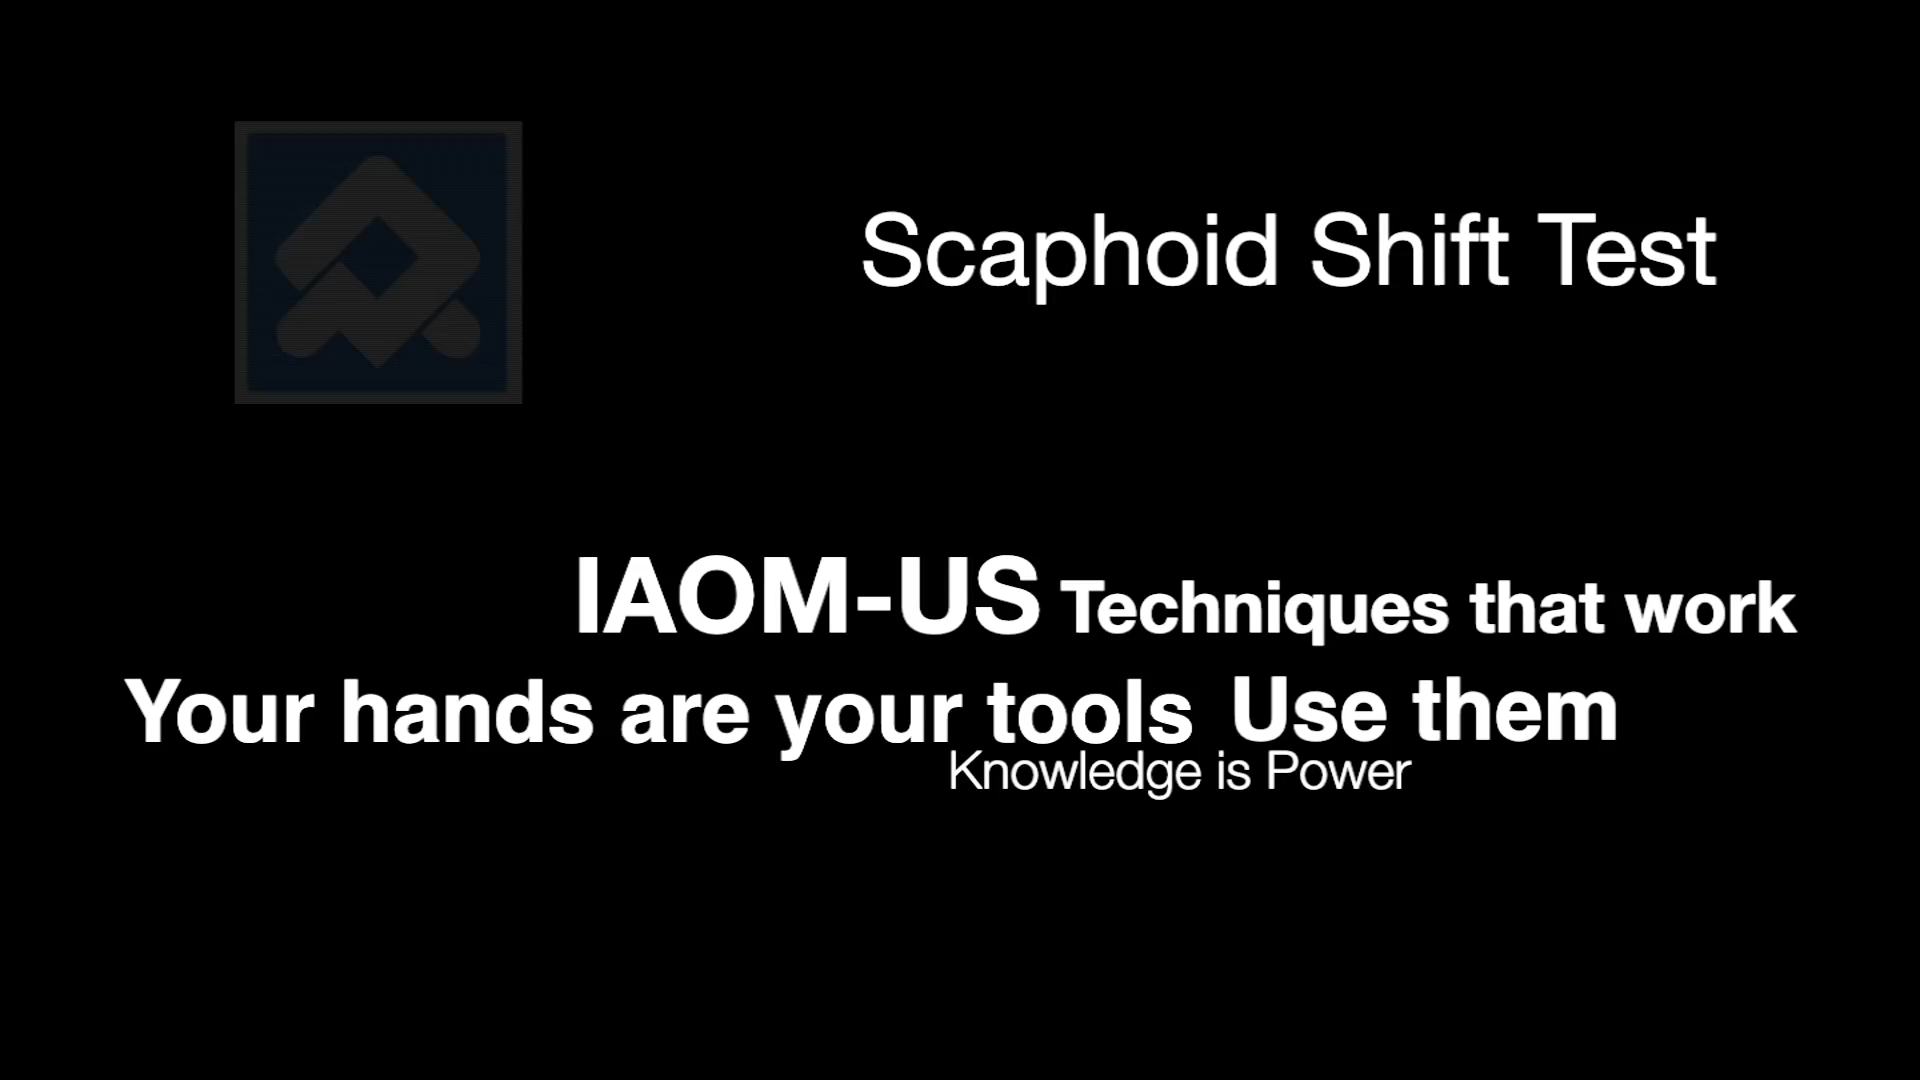 Scaphoid Shift Test
IAOM-US Techniques that work
Your hands are your tools Use them
Knowledge is Power